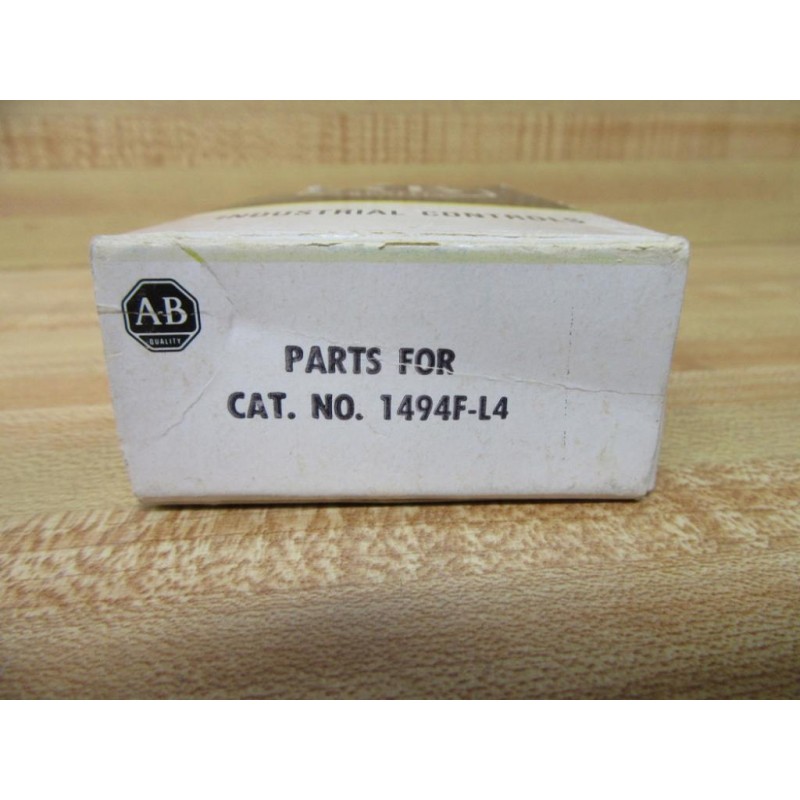 INDUSTRIAL CONTROLS
A-B
QUALITY
PARTS FOR
CAT. NO. 1494F-L4